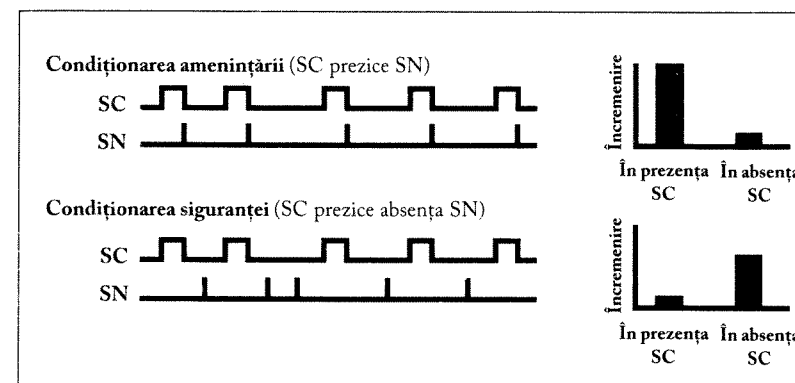 Condiționarea amenințării (SC prezice SN)
SC
SN
Încremenire
În prezența În absența
SC SC
Condiționarea siguranței (SC prezice absența SN)
SC
SN
Încremenire
În prezența În absența
SC SC